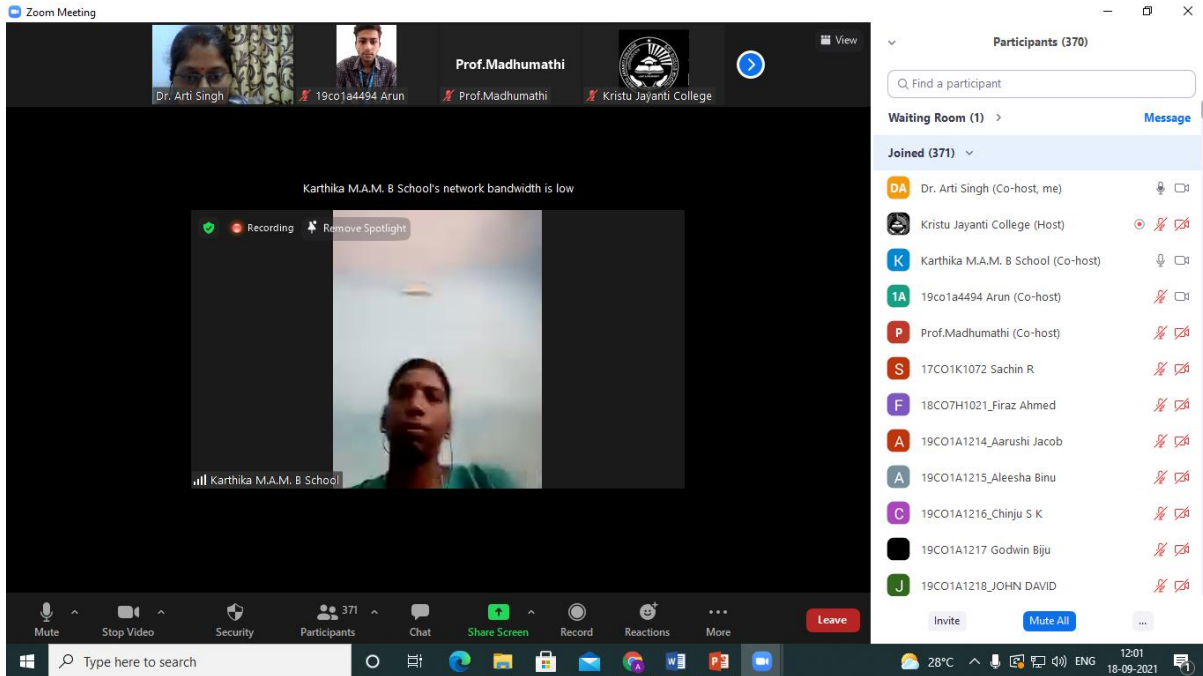 Zoom Meeting
Prof.Madhumathi
View
Dr. Arti Singh
19co1a4494 Arun
Prof.Madhumathi
Kristu Jayanti College
Karthika M.A.M. B School's network bandwidth is low
Recording
Remove Spotlight
Karthika M.A.M. B School
Participants (370)
Find a participant
Waiting Room (1)
Message
Joined (371)
DA Dr. Arti Singh (Co-host, me)
Kristu Jayanti College (Host)
K Karthika M.A.M. B School (Co-host)
1A 19co1a4494 Arun (Co-host)
P Prof.Madhumathi (Co-host)
S 17CO1K1072 Sachin R
F 18CO7H1021_Firaz Ahmed
A 19CO1A1214_Aarushi Jacob
A 19CO1A1215_Aleesha Binu
C 19CO1A1216_Chinju S K
19CO1A1217 Godwin Biju
J 19CO1A1218_JOHN DAVID
Invite
Mute All
...
Mute
Stop Video
Security
371
Participants
Chat
Share Screen
Record
Reactions
More
Leave
Type here to search
28°C
ENG
12:01
18-09-2021
1